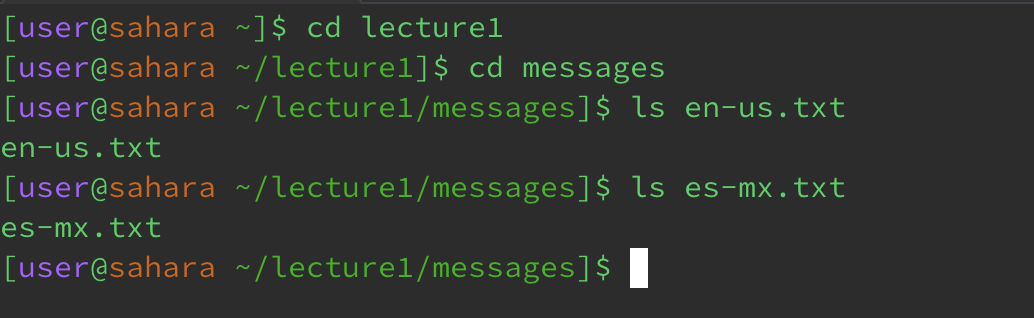 [user@sahara ~]$ cd lecture1
[user@sahara ~/lecture1]$ cd messages
[user@sahara ~/lecture1/messages]$ ls en-us.txt
en-us.txt
[user@sahara ~/lecture1/messages]$ ls es-mx.txt
es-mx.txt
[user@sahara ~/lecture1/messages]$